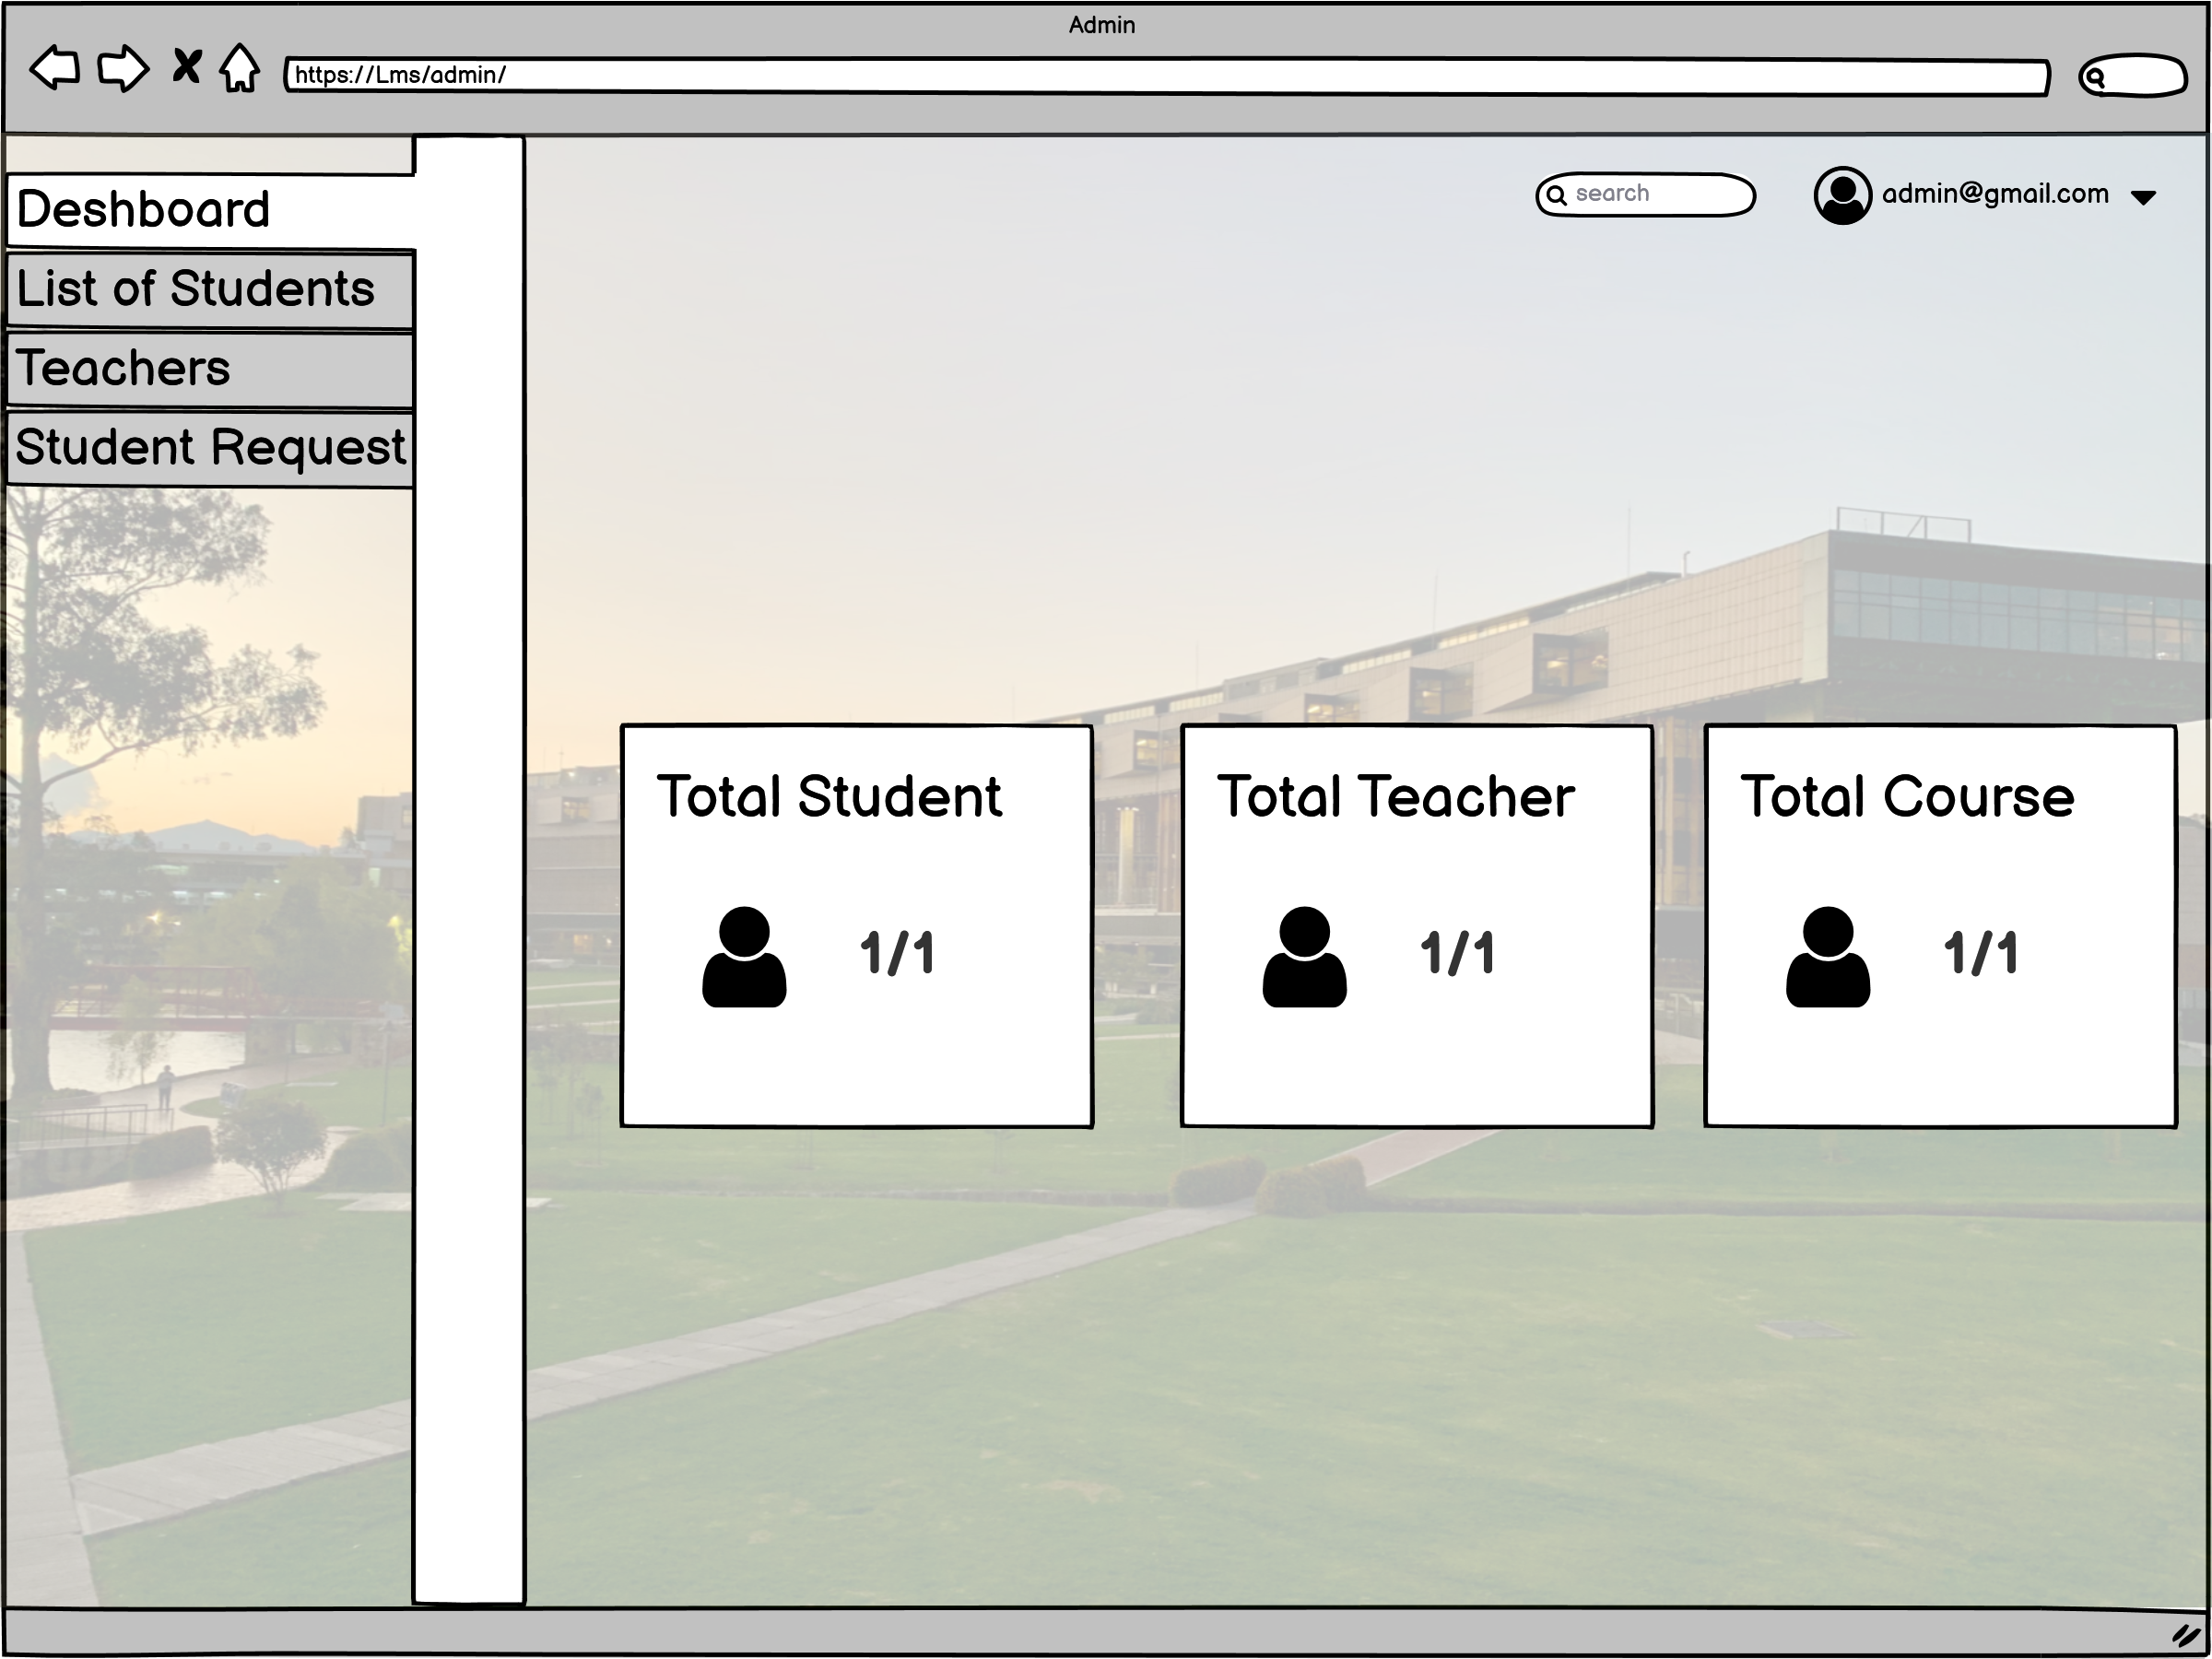 Admin
https://Lms/admin/
search
admin@gmail.com
Deshboard
List of Students
Teachers
Student Request
Total Student
1/1
Total Teacher
1/1
Total Course
1/1